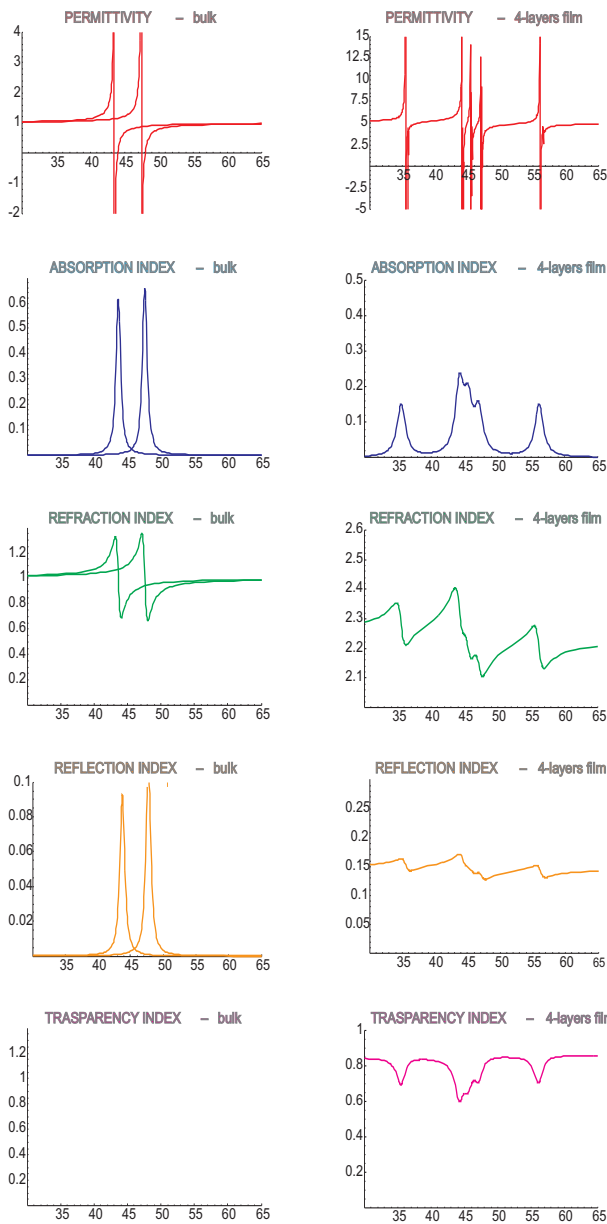 PERMITTIVITY – bulk
4
3
2
1
-1
-2
35 40 45 50 55 60 65
PERMITTIVITY – 4-layers film
15
12.5
10
7.5
5
2.5
-2.5
-5
35 40 45 50 55 60 65
ABSORPTION INDEX – bulk
0.6
0.5
0.4
0.3
0.2
0.1
35 40 45 50 55 60 65
ABSORPTION INDEX – 4-layers film
0.5
0.4
0.3
0.2
0.1
35 40 45 50 55 60 65
REFRACTION INDEX – bulk
1.2
1
0.8
0.6
0.4
0.2
35 40 45 50 55 60 65
REFRACTION INDEX – 4-layers film
2.6
2.5
2.4
2.3
2.2
2.1
35 40 45 50 55 60 65
REFLECTION INDEX – bulk
0.1
0.08
0.06
0.04
0.02
35 40 45 50 55 60 65
REFLECTION INDEX – 4-layers film
0.25
0.2
0.15
0.1
0.05
35 40 45 50 55 60 65
TRASPARENCY INDEX – bulk
1.2
1
0.8
0.6
0.4
0.2
35 40 45 50 55 60 65
TRASPARENCY INDEX – 4-layers film
1
0.8
0.6
0.4
0.2
35 40 45 50 55 60 65